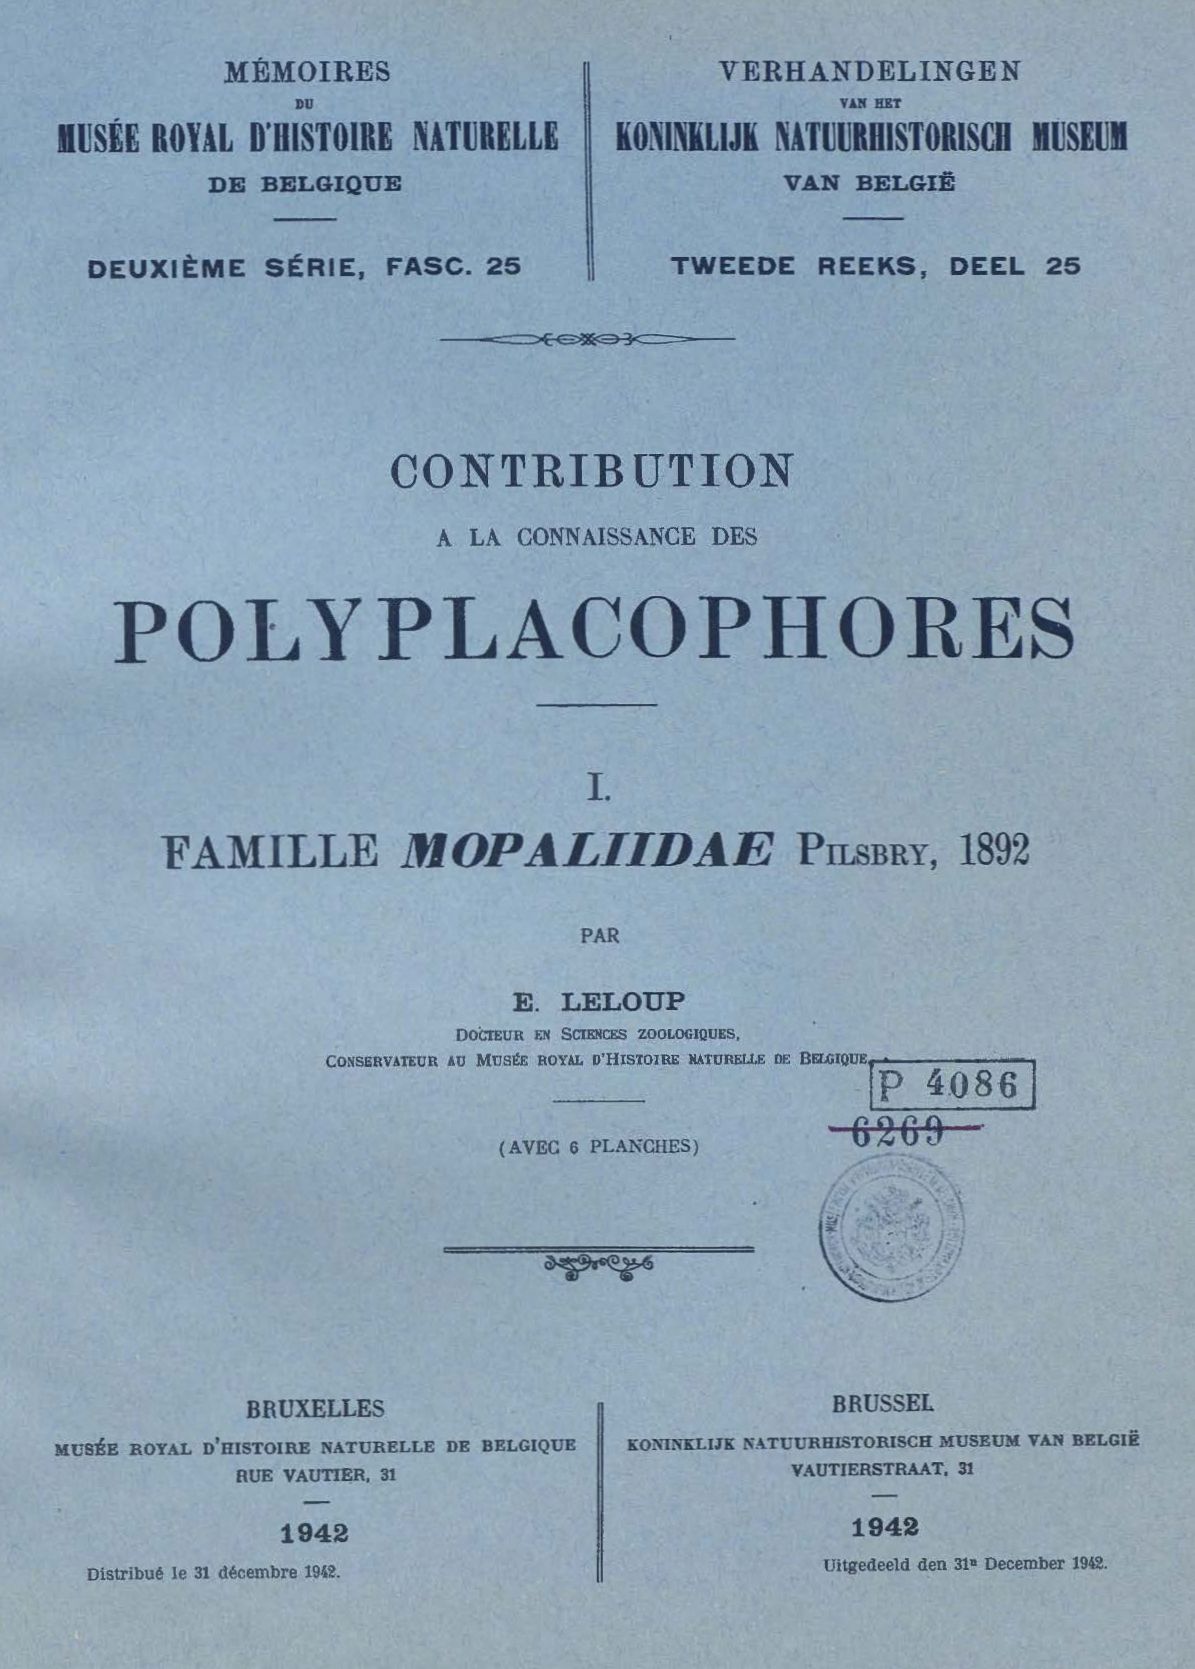 MÉMOIRES
DU
MUSÉE ROYAL D'HISTOIRE NATURELLE
DE BELGIQUE
DEUXIÈME SÉRIE, FASC. 25
VERHANDELINGEN
VAN HET
KONINKLIJK NATUURHISTORISCH MUSEUM
VAN BELGIË
TWEEDE REEKS, DEEL 25
CONTRIBUTION
A LA CONNAISSANCE DES
POLYPLACOPHORES
I.
FAMILLE MOPALIIDAE PILSBRY, 1892
PAR
E. LELOUP
DOCTEUR EN SCIENCES ZOOLOGIQUES,
CONSERVATEUR AU MUSÉE ROYAL D'HISTOIRE NATURELLE DE BELGIQUE.
P 4086
6269
(AVEC 6 PLANCHES)
BRUXELLES
MUSÉE ROYAL D'HISTOIRE NATURELLE DE BELGIQUE
RUE VAUTIER, 31
1942
Distribué le 31 décembre 1942.
BRUSSEL
KONINKLIJK NATUURHISTORISCH MUSEUM VAN BELGIË
VAUTIERSTRAAT, 31
1942
Uitgedeeld den 31n December 1942.